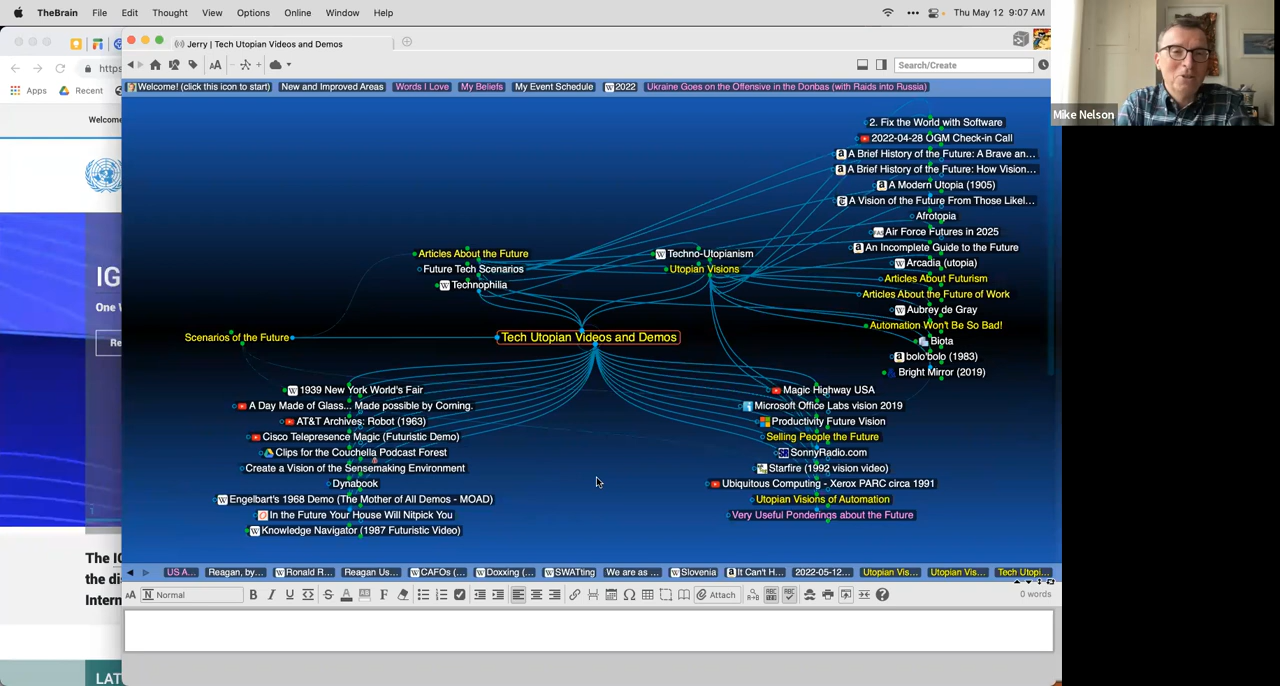 TheBrain File Edit Thought View Options Online Window Help
Thu May 12 9:07 AM
Jerry | Tech Utopian Videos and Demos
https
Search/Create
Apps
Recent
Welcome! (click this icon to start) New and Improved Areas Words I Love My Beliefs My Event Schedule 2022 Ukraine Goes on the Offensive in the Donbas (with Raids into Russia)
Mike Nelson
Welcome
2. Fix the World with Software
2022-04-28 OGM Check-in Call
A Brief History of the Future: A Brave an...
A Brief History of the Future: How Vision...
A Modern Utopia (1905)
A Vision of the Future From Those Likel...
Afrotopia
Air Force Futures in 2025
An Incomplete Guide to the Future
Arcadia (utopia)
Articles About Futurism
Articles About the Future of Work
Aubrey de Gray
Automation Won't Be So Bad!
Biota
bolo'bolo (1983)
Bright Mirror (2019)
Articles About the Future
Future Tech Scenarios
Technophilia
Techno-Utopianism
Utopian Visions
IG
One
Re
Scenarios of the Future
Tech Utopian Videos and Demos
1939 New York World's Fair
A Day Made of Glass... Made possible by Corning.
AT&T Archives: Robot (1963)
Cisco Telepresence Magic (Futuristic Demo)
Clips for the Couchella Podcast Forest
Create a Vision of the Sensemaking Environment
Dynabook
Engelbart's 1968 Demo (The Mother of All Demos - MOAD)
In the Future Your House Will Nitpick You
Knowledge Navigator (1987 Futuristic Video)
Magic Highway USA
Microsoft Office Labs vision 2019
Productivity Future Vision
Selling People the Future
SonnyRadio.com
Starfire (1992 vision video)
Ubiquitous Computing - Xerox PARC circa 1991
Utopian Visions of Automation
Very Useful Ponderings about the Future
The
the di
Intern
LAT
US A... Reagan, by... Ronald R... Reagan Us... CAFOs (... Doxxing (... SWATting We are as ... Slovenia It Can't H... 2022-05-12... Utopian Vis... Utopian Vis... Tech Utopi...
Normal
Attach
0 words